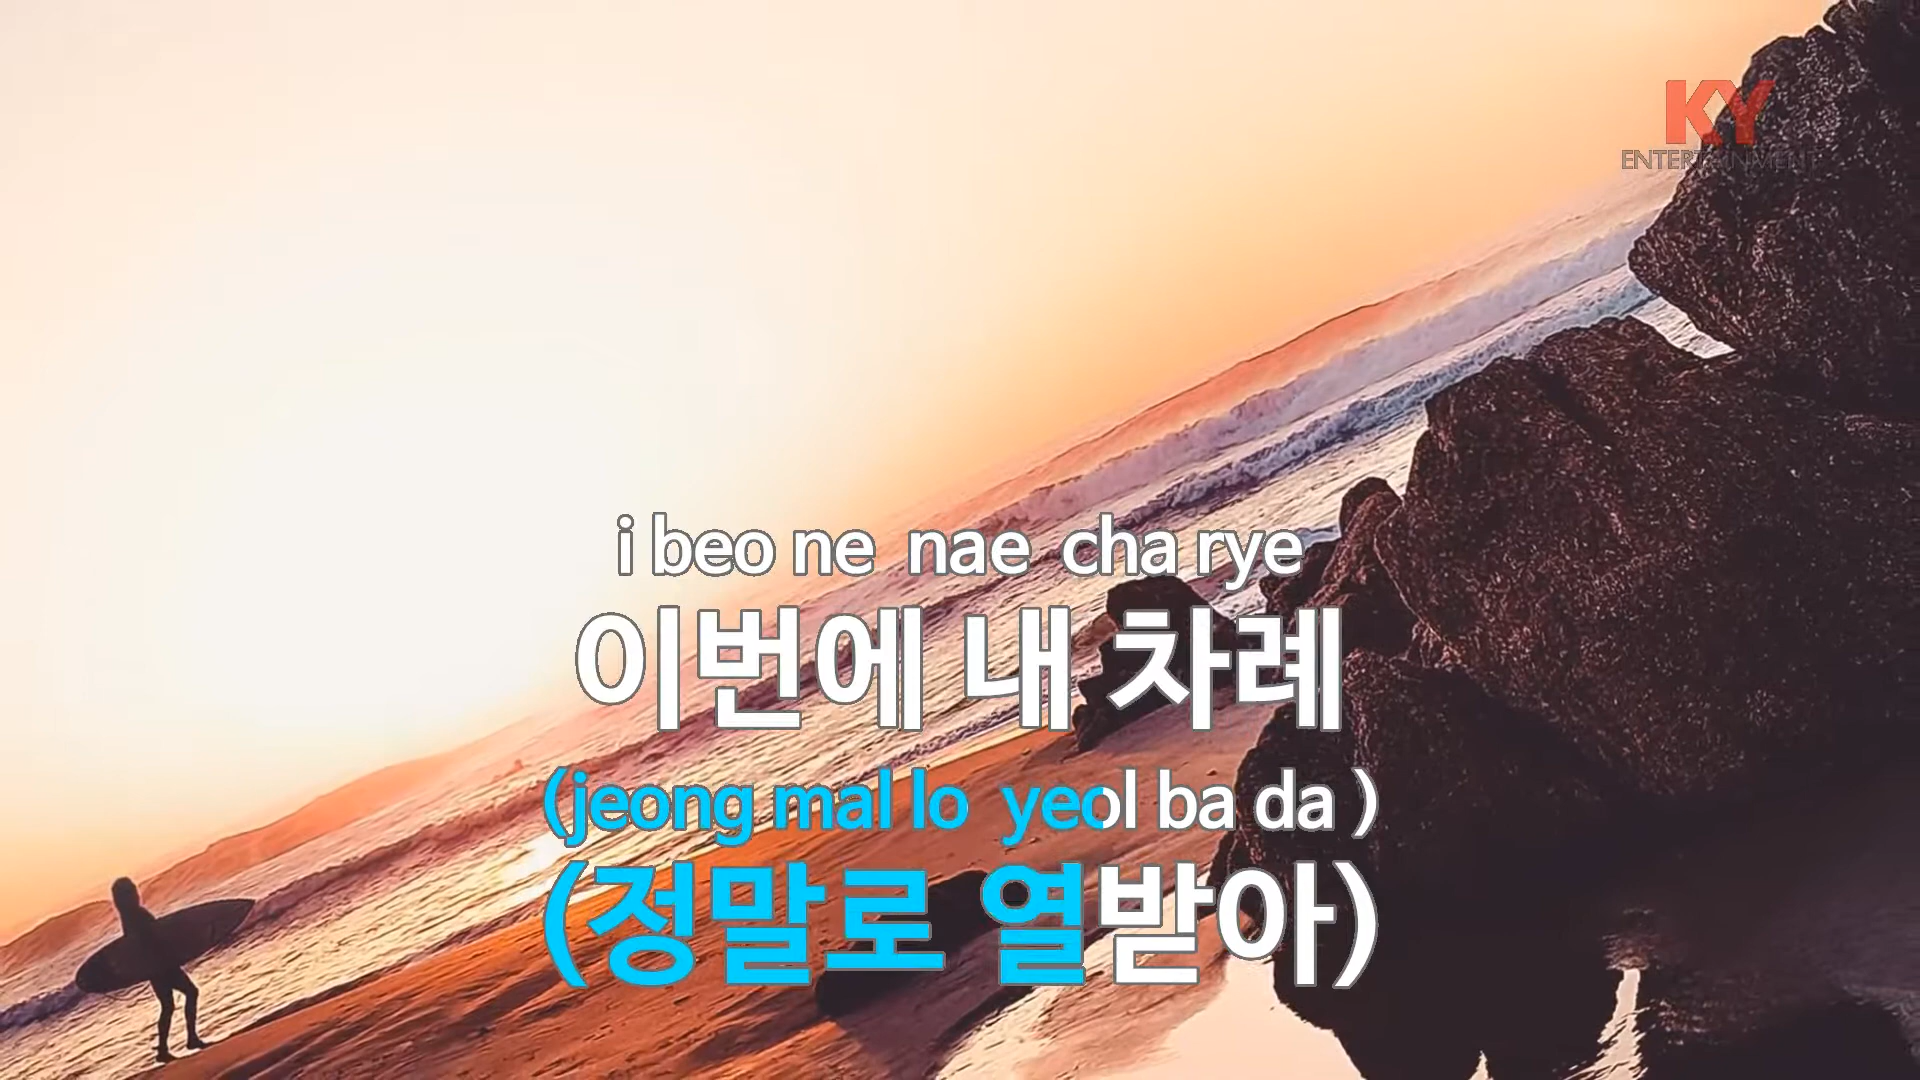 KY
ENTERTAINMENT
i beo ne nae cha rye
이번에 내 차례
(jeong mal lo yeol ba da )
(정말로 열받아)